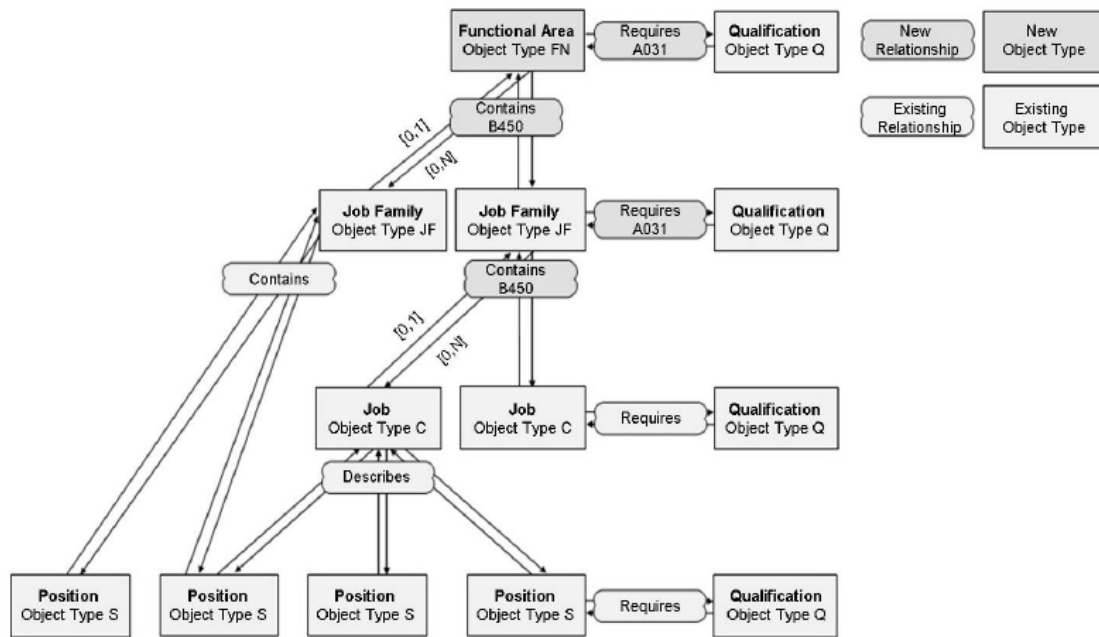 Functional Area
Object Type FN
Requires
A031
Qualification
Object Type Q
New
Relationship
New
Object Type
Contains
B450
Existing
Relationship
Existing
Object Type
[0,1]
[0,N]
Job Family
Object Type JF
Job Family
Object Type JF
Requires
A031
Qualification
Object Type Q
Contains
Contains
B450
[0,1]
[0,N]
Job
Object Type C
Job
Object Type C
Requires
Qualification
Object Type Q
Describes
Position
Object Type S
Position
Object Type S
Position
Object Type S
Position
Object Type S
Requires
Qualification
Object Type Q